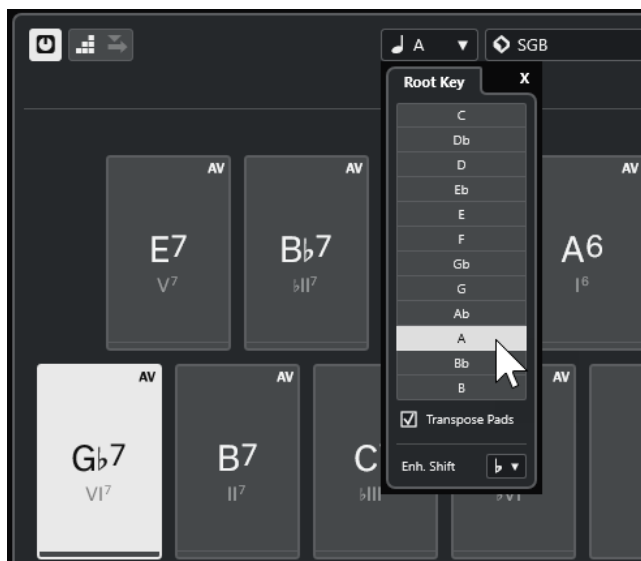 A
SGB
Root Key
X
C
Db
D
Eb
E
F
Gb
G
Ab
A
Bb
B
Transpose Pads
Enh. Shift ♭
AV
E7
V7
AV
B♭7
♭II7
AV
A6
I6
AV
G♭7
VI7
AV
B7
II7
C
♭III
AV
♭VI